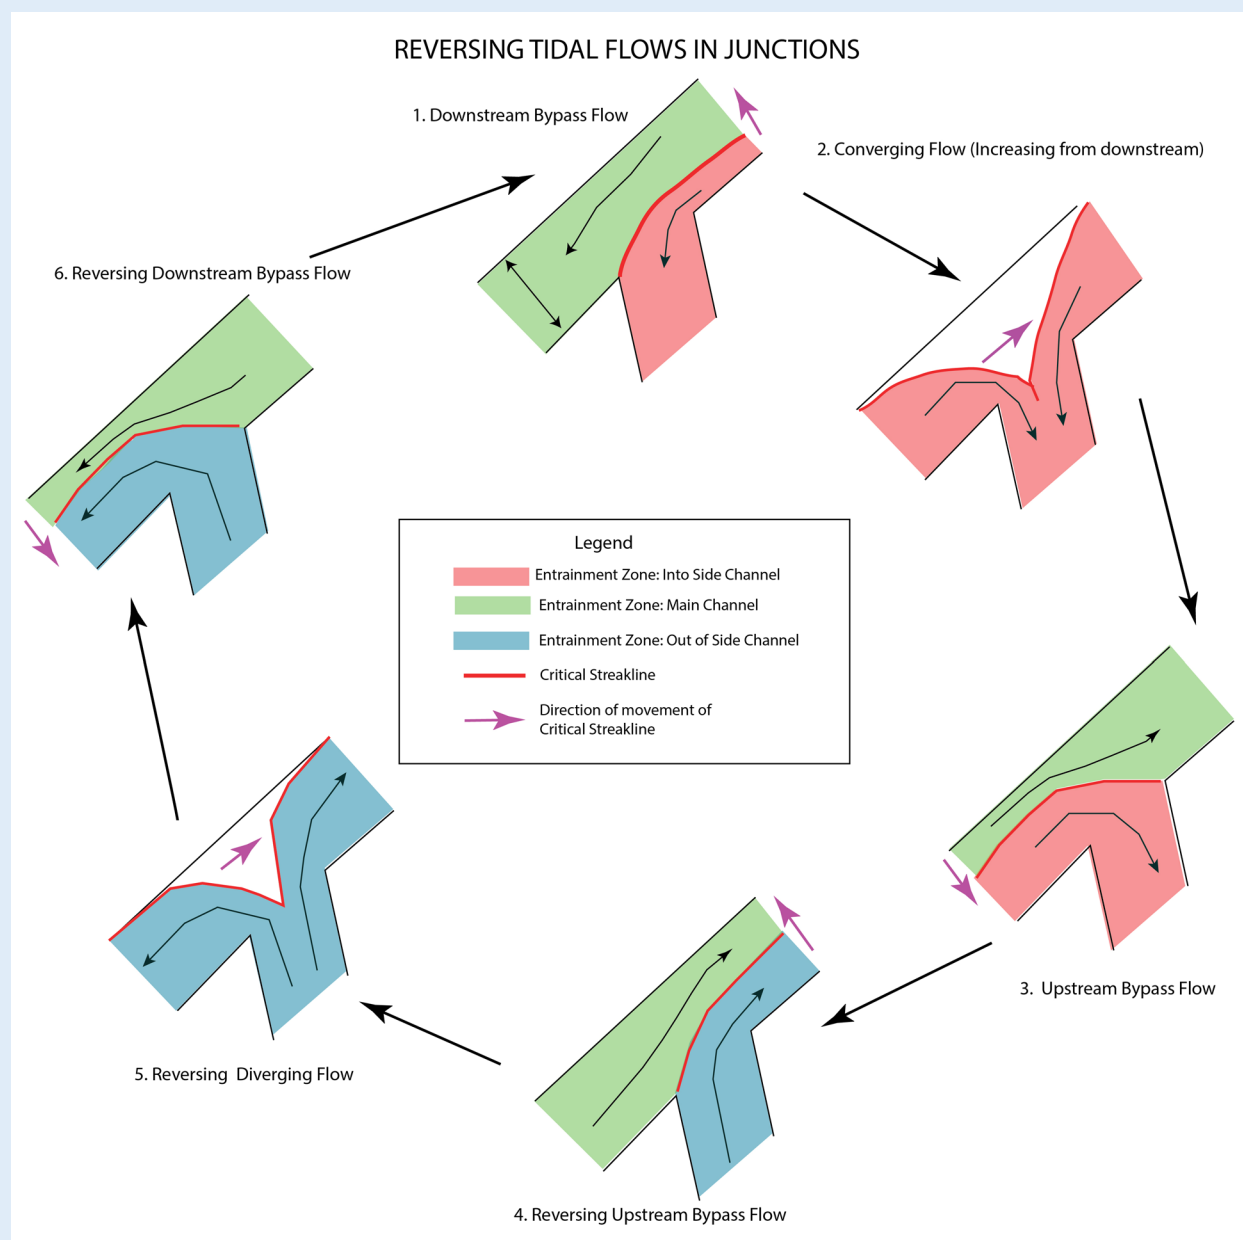 REVERSING TIDAL FLOWS IN JUNCTIONS
1. Downstream Bypass Flow
2. Converging Flow (Increasing from downstream)
6. Reversing Downstream Bypass Flow
Legend
Entrainment Zone: Into Side Channel
Entrainment Zone: Main Channel
Entrainment Zone: Out of Side Channel
Critical Streakline
Direction of movement of
Critical Streakline
3. Upstream Bypass Flow
5. Reversing Diverging Flow
4. Reversing Upstream Bypass Flow